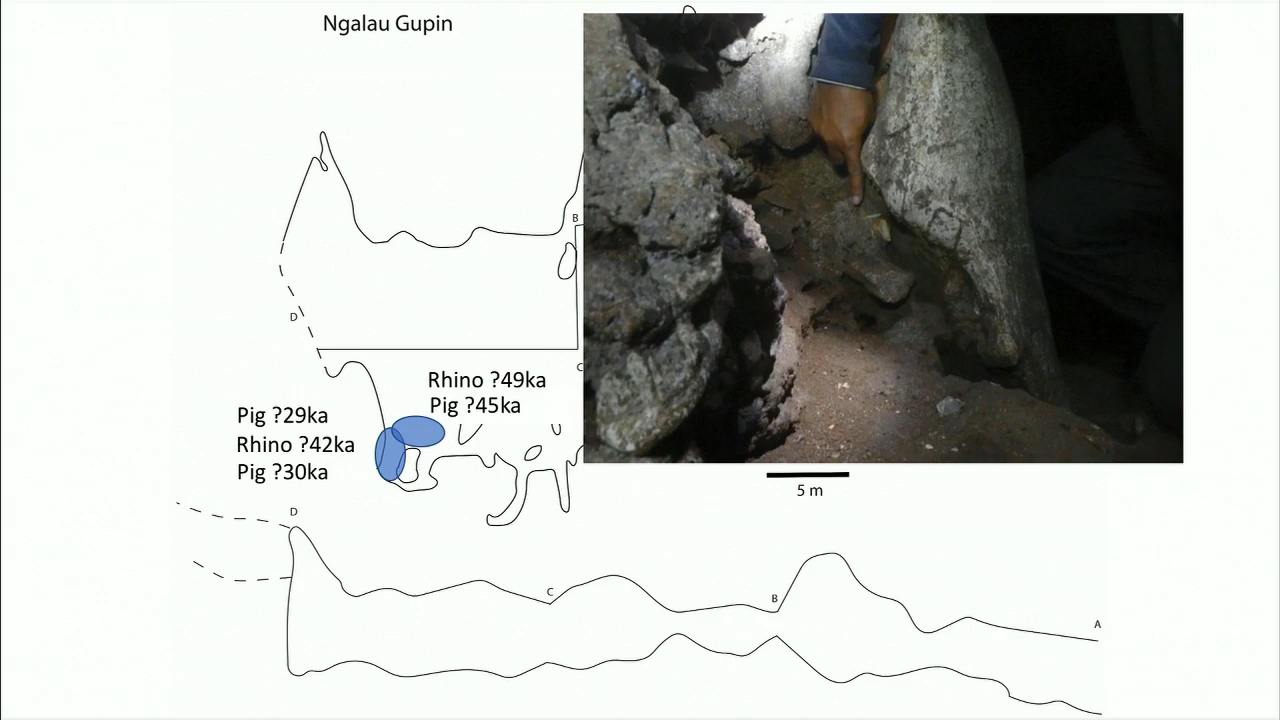 Ngalau Gupin
B
D
C
Rhino ?49ka
Pig ?45ka
Pig ?29ka
Rhino ?42ka
Pig ?30ka
5 m
D
C
B
A